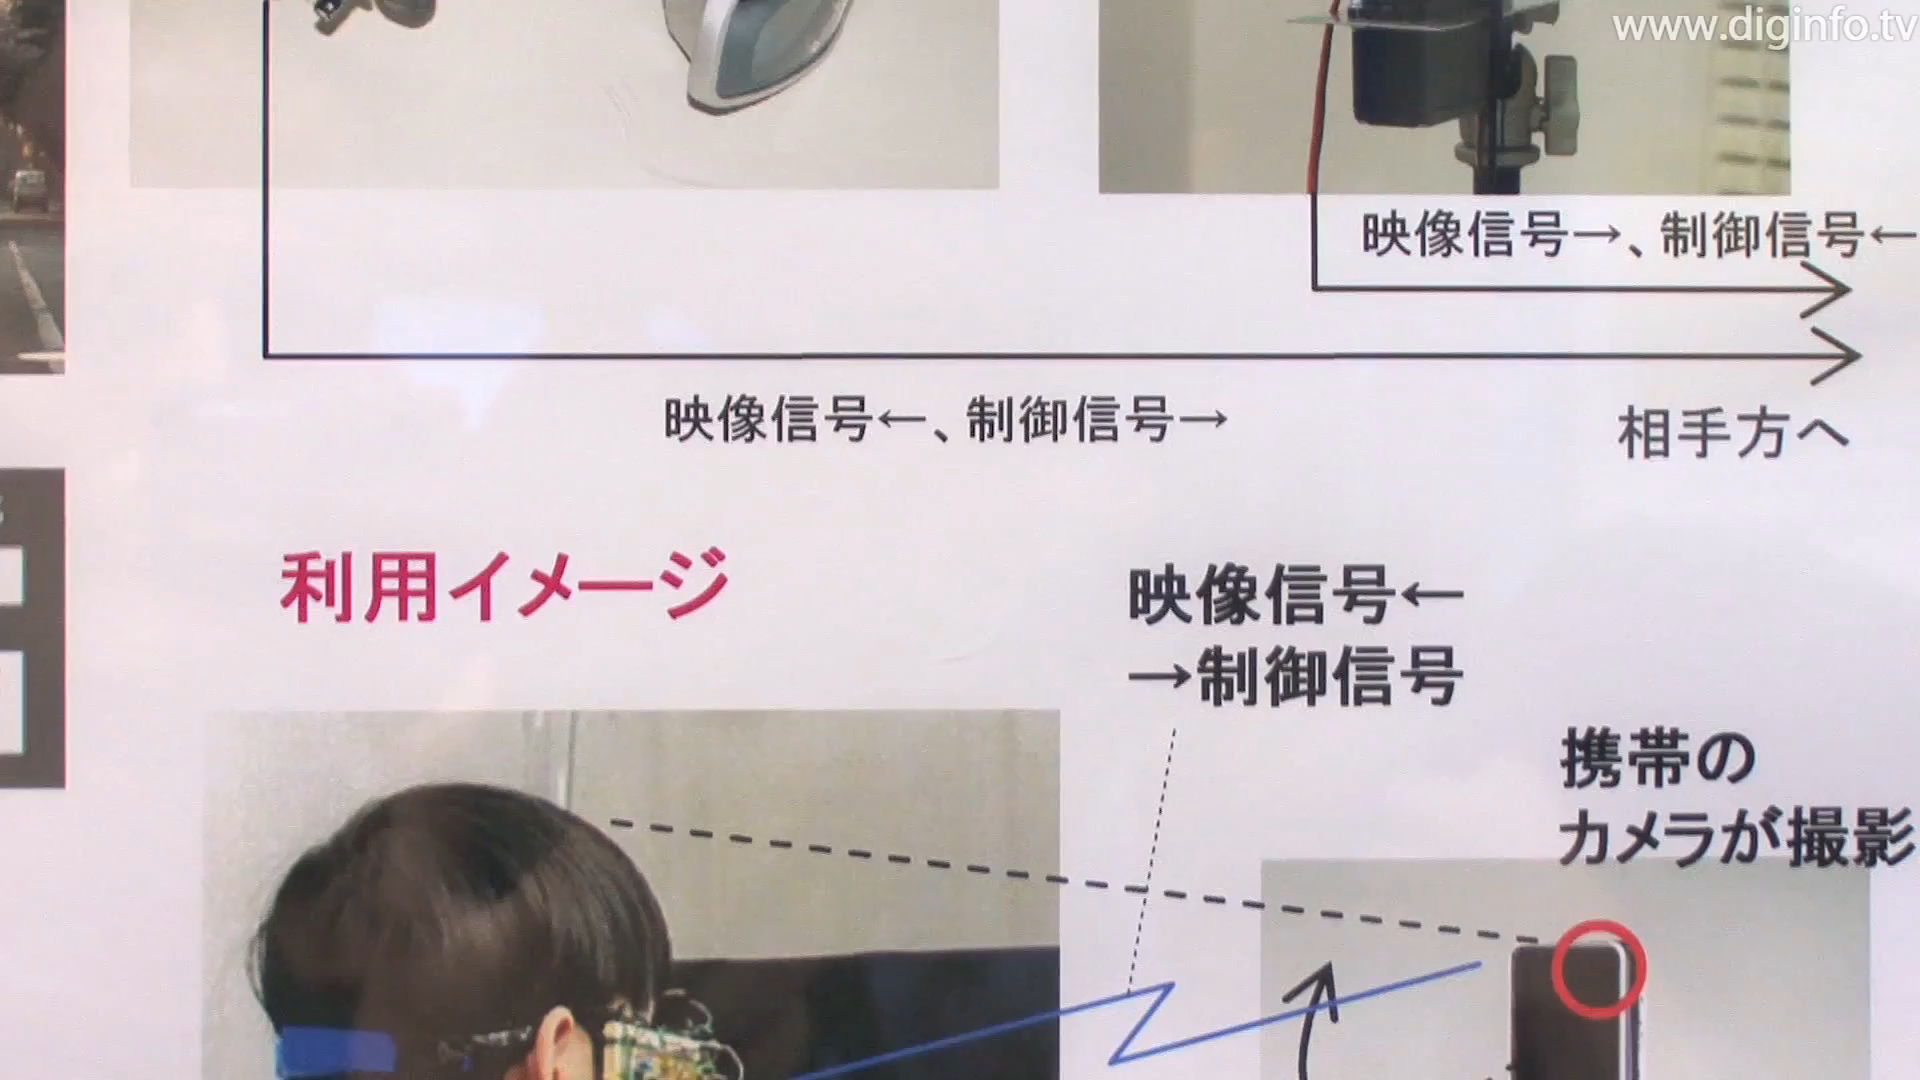 www.diginfo.tv
映像信号→、制御信号←
映像信号←、制御信号→
相手方へ
利用イメージ
映像信号←
→制御信号
携帯の
カメラが撮影